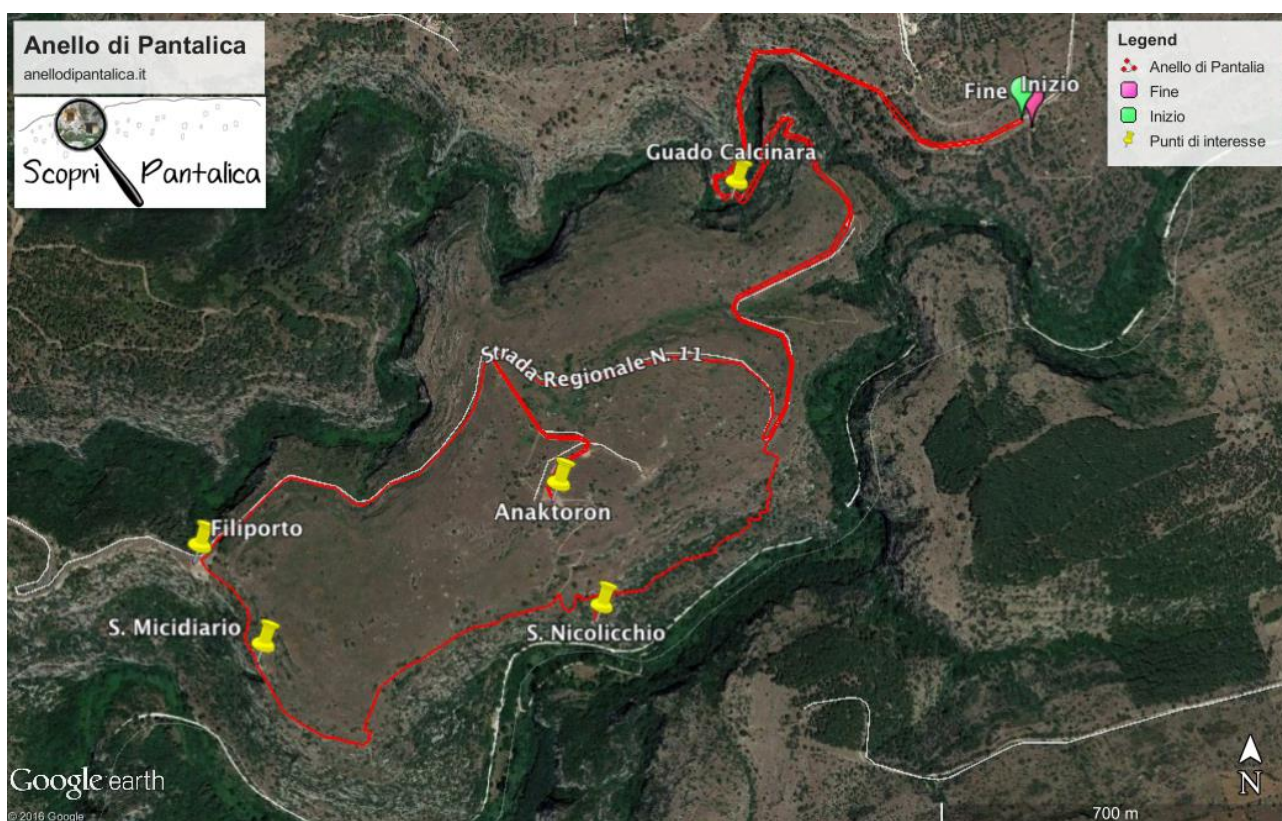 Anello di Pantalica
anellodipantalica.it
Scopri Pantalica
Legend
Anello di Pantalia
Fine
Inizio
Punti di interesse
Fine Inizio
Guado Calcinara
Strada Regionale N. 11
Anaktoron
Filiporto
S. Micidiario
S. Nicolicchio
Google earth
© 2016 Google
N
700 m